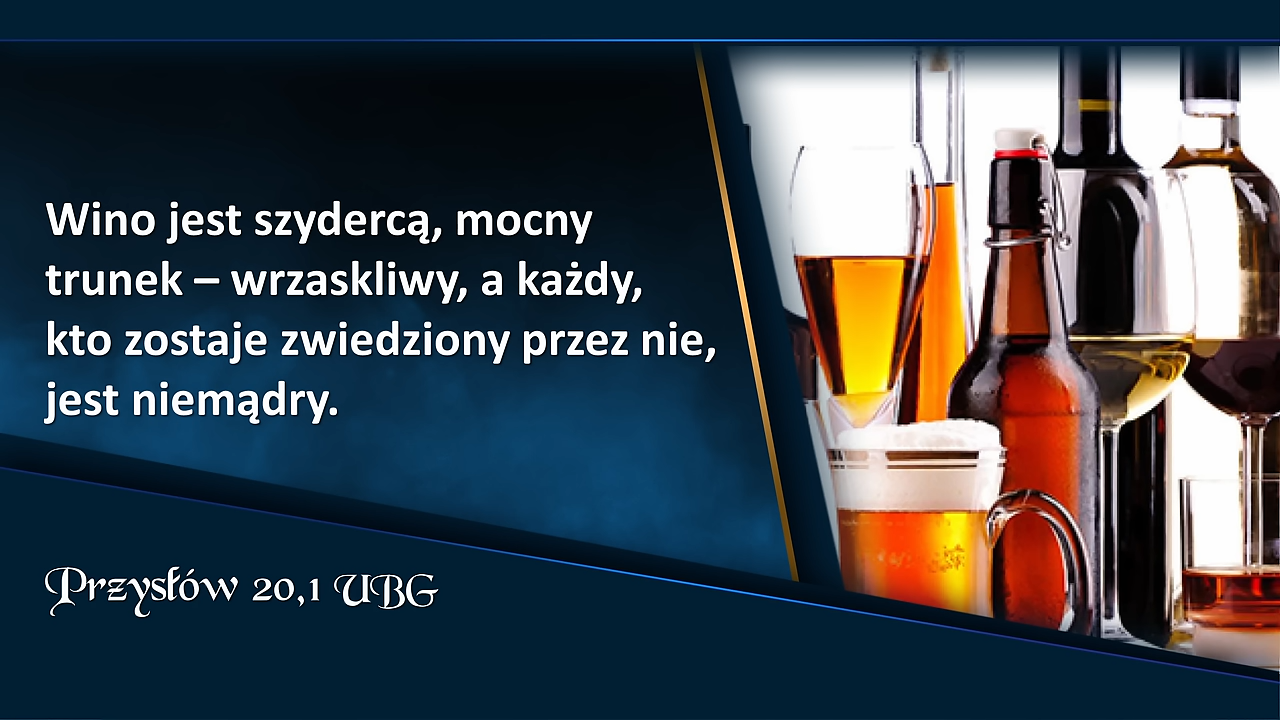 Wino jest szydercą, mocny
trunek – wrzaskliwy, a każdy,
kto zostaje zwiedziony przez nie,
jest niemądry.
Przysłów 20,1 UBG